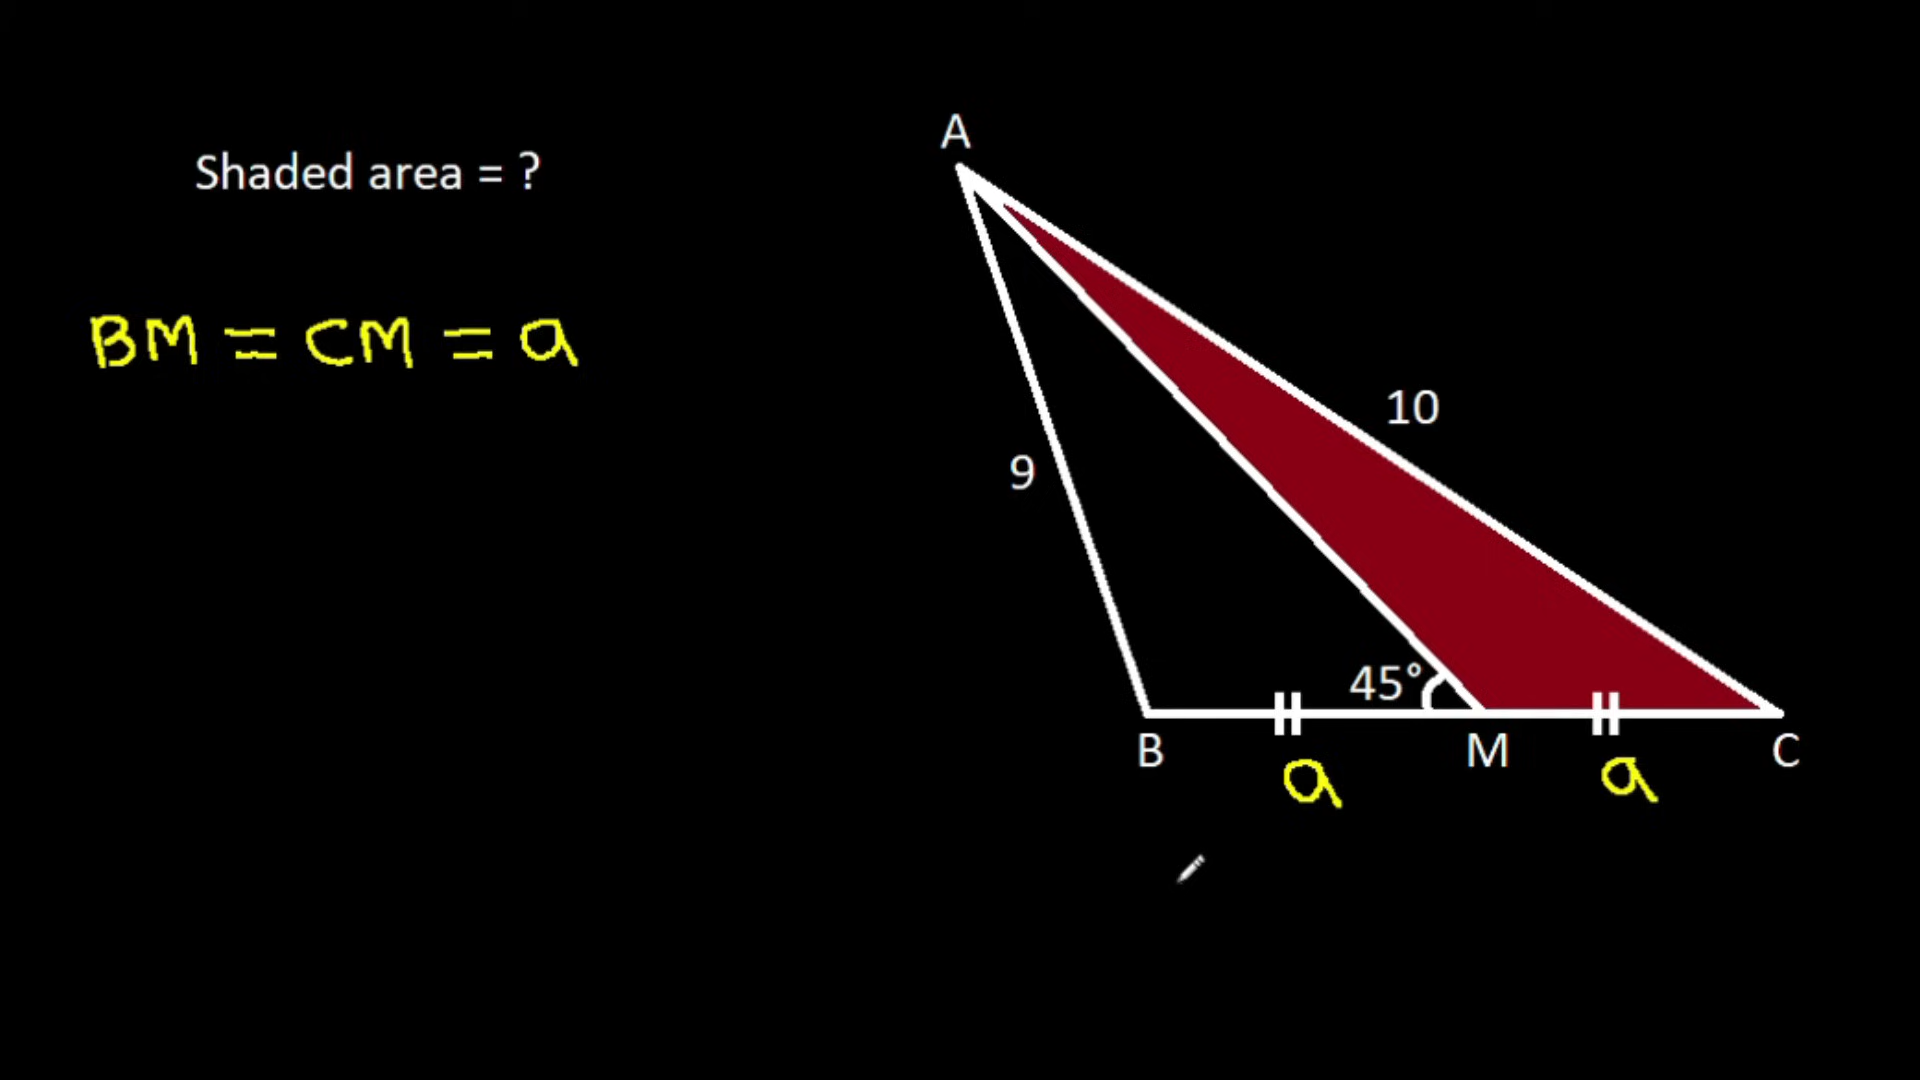 Shaded area = ?
BM = CM = a
A
10
9
45°
B
M
C
a
a